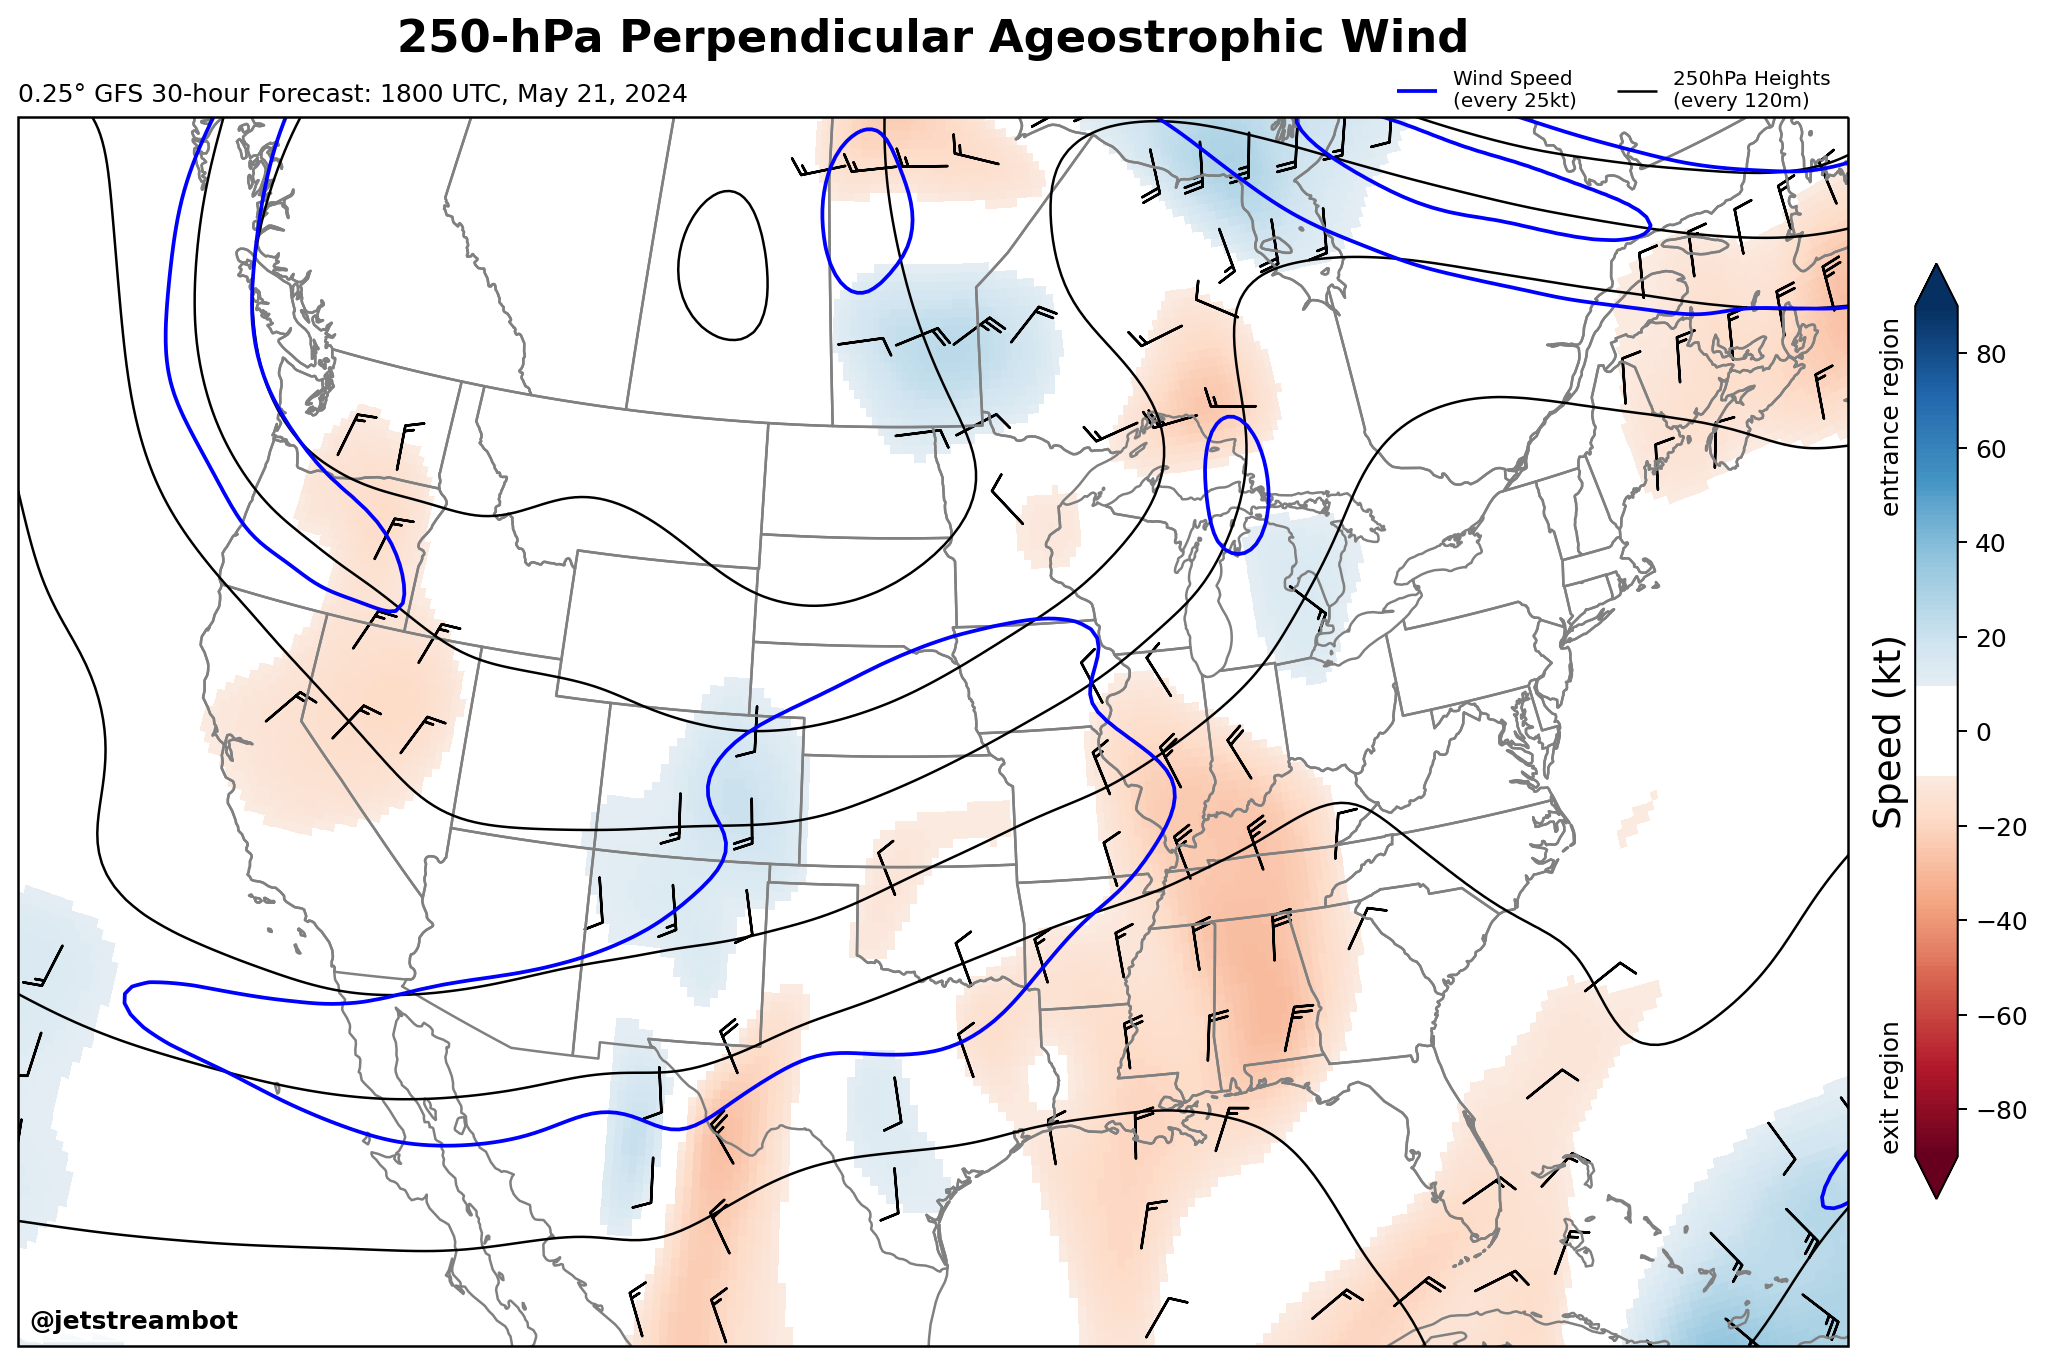 250-hPa Perpendicular Ageostrophic Wind
0.25° GFS 30-hour Forecast: 1800 UTC, May 21, 2024
Wind Speed
(every 25kt)
250hPa Heights
(every 120m)
entrance region
Speed (kt)
exit region
80
60
40
20
0
−20
−40
−60
−80
@jetstreambot